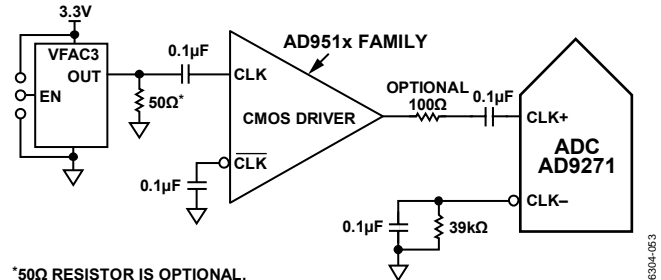 3.3V
VFAC3
OUT
EN
0.1µF
50Ω*
0.1µF
AD951x FAMILY
CLK
CMOS DRIVER
CLK
OPTIONAL
100Ω
0.1µF
CLK+
ADC
AD9271
CLK–
0.1µF
39kΩ
*50Ω RESISTOR IS OPTIONAL.
6304-053